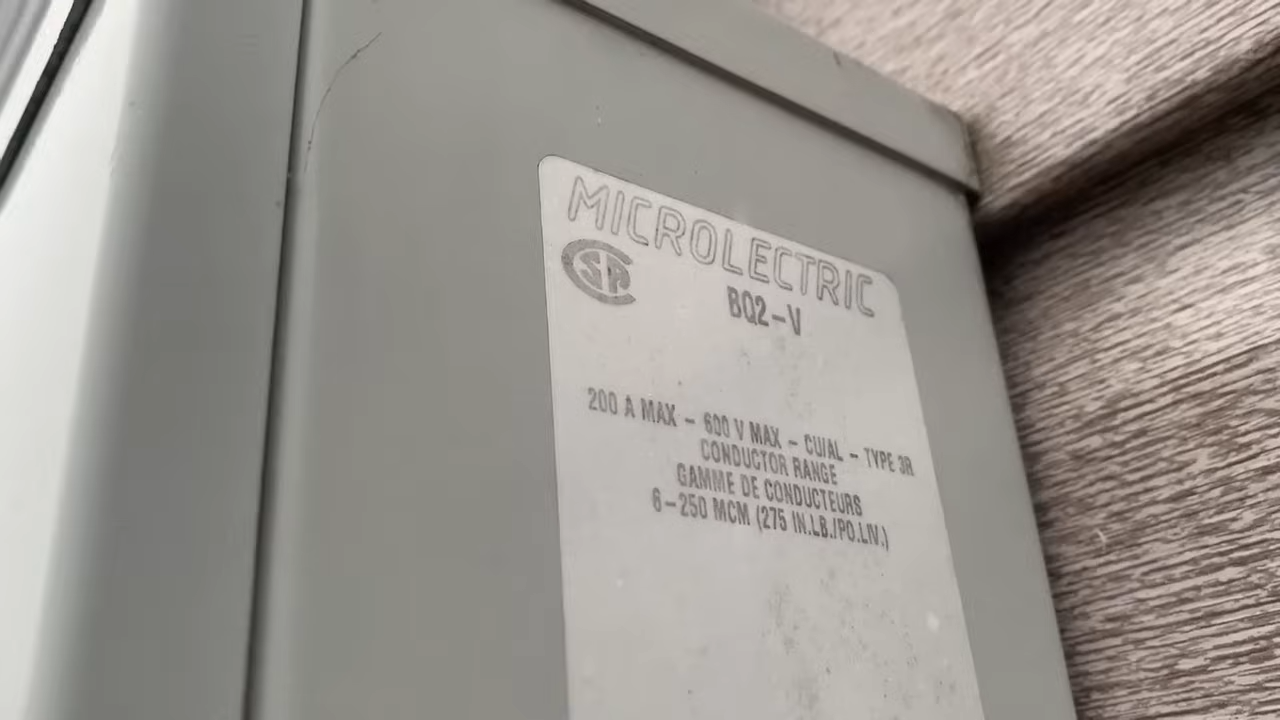 MICROLECTRIC
CSA
BQ2-V
200 A MAX - 600 V MAX - CU/AL - TYPE 3R
CONDUCTOR RANGE
GAMME DE CONDUCTEURS
6-250 MCM (275 IN.LB./PO.LIV.)